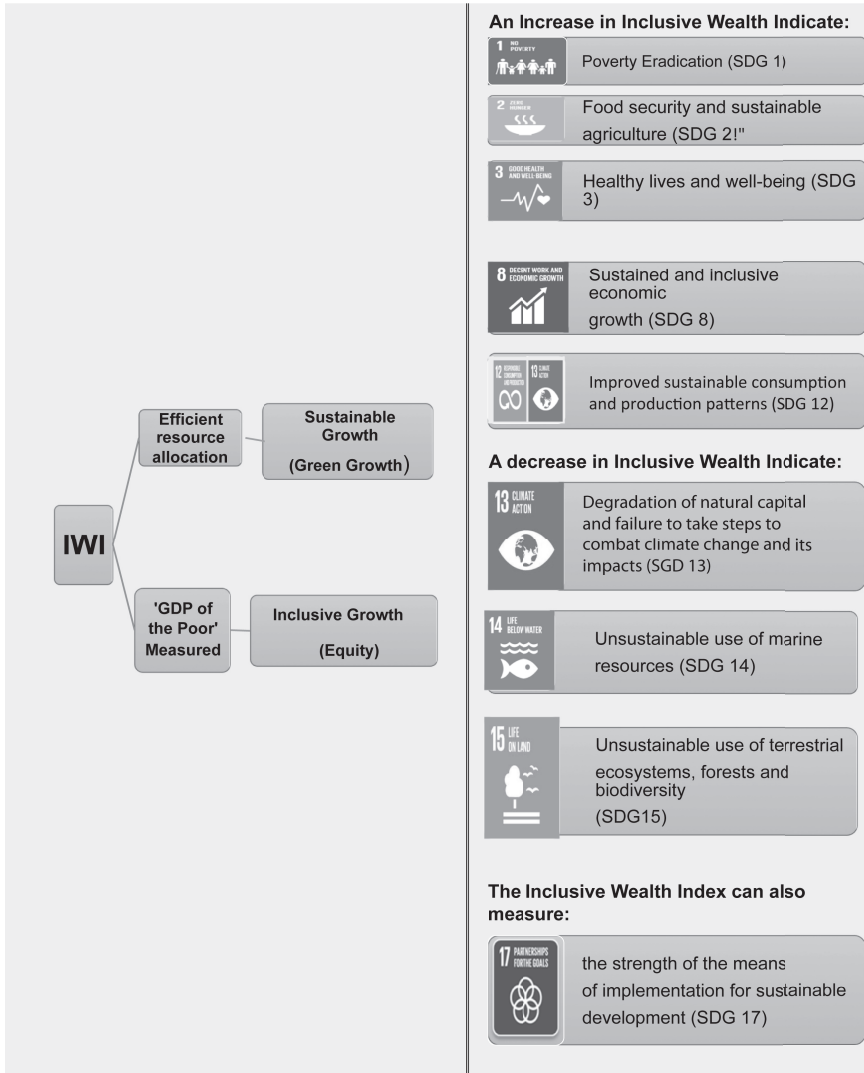 Efficient
resource
allocation
Sustainable
Growth
(Green Growth)
IWI
'GDP of
the Poor'
Measured
Inclusive Growth
(Equity)
An Increase in Inclusive Wealth Indicate:
1 NO
POVERTY
Poverty Eradication (SDG 1)
2 ZERO
HUNGER
Food security and sustainable
agriculture (SDG 2!"
3 GOOD HEALTH
AND WELL-BEING
Healthy lives and well-being (SDG
3)
8 DECENT WORK AND
ECONOMIC GROWTH
Sustained and inclusive
economic
growth (SDG 8)
12 RESPONSIBLE
CONSUMPTION
AND PRODUCTION
13 CLIMATE
ACTION
Improved sustainable consumption
and production patterns (SDG 12)
A decrease in Inclusive Wealth Indicate:
13 CLIMATE
ACTON
Degradation of natural capital
and failure to take steps to
combat climate change and its
impacts (SGD 13)
14 LIFE
BELOW WATER
Unsustainable use of marine
resources (SDG 14)
15 LIFE
ON LAND
Unsustainable use of terrestrial
ecosystems, forests and
biodiversity
(SDG15)
The Inclusive Wealth Index can also
measure:
17 PARTNERSHIPS
FORTHE GOALS
the strength of the means
of implementation for sustainable
development (SDG 17)